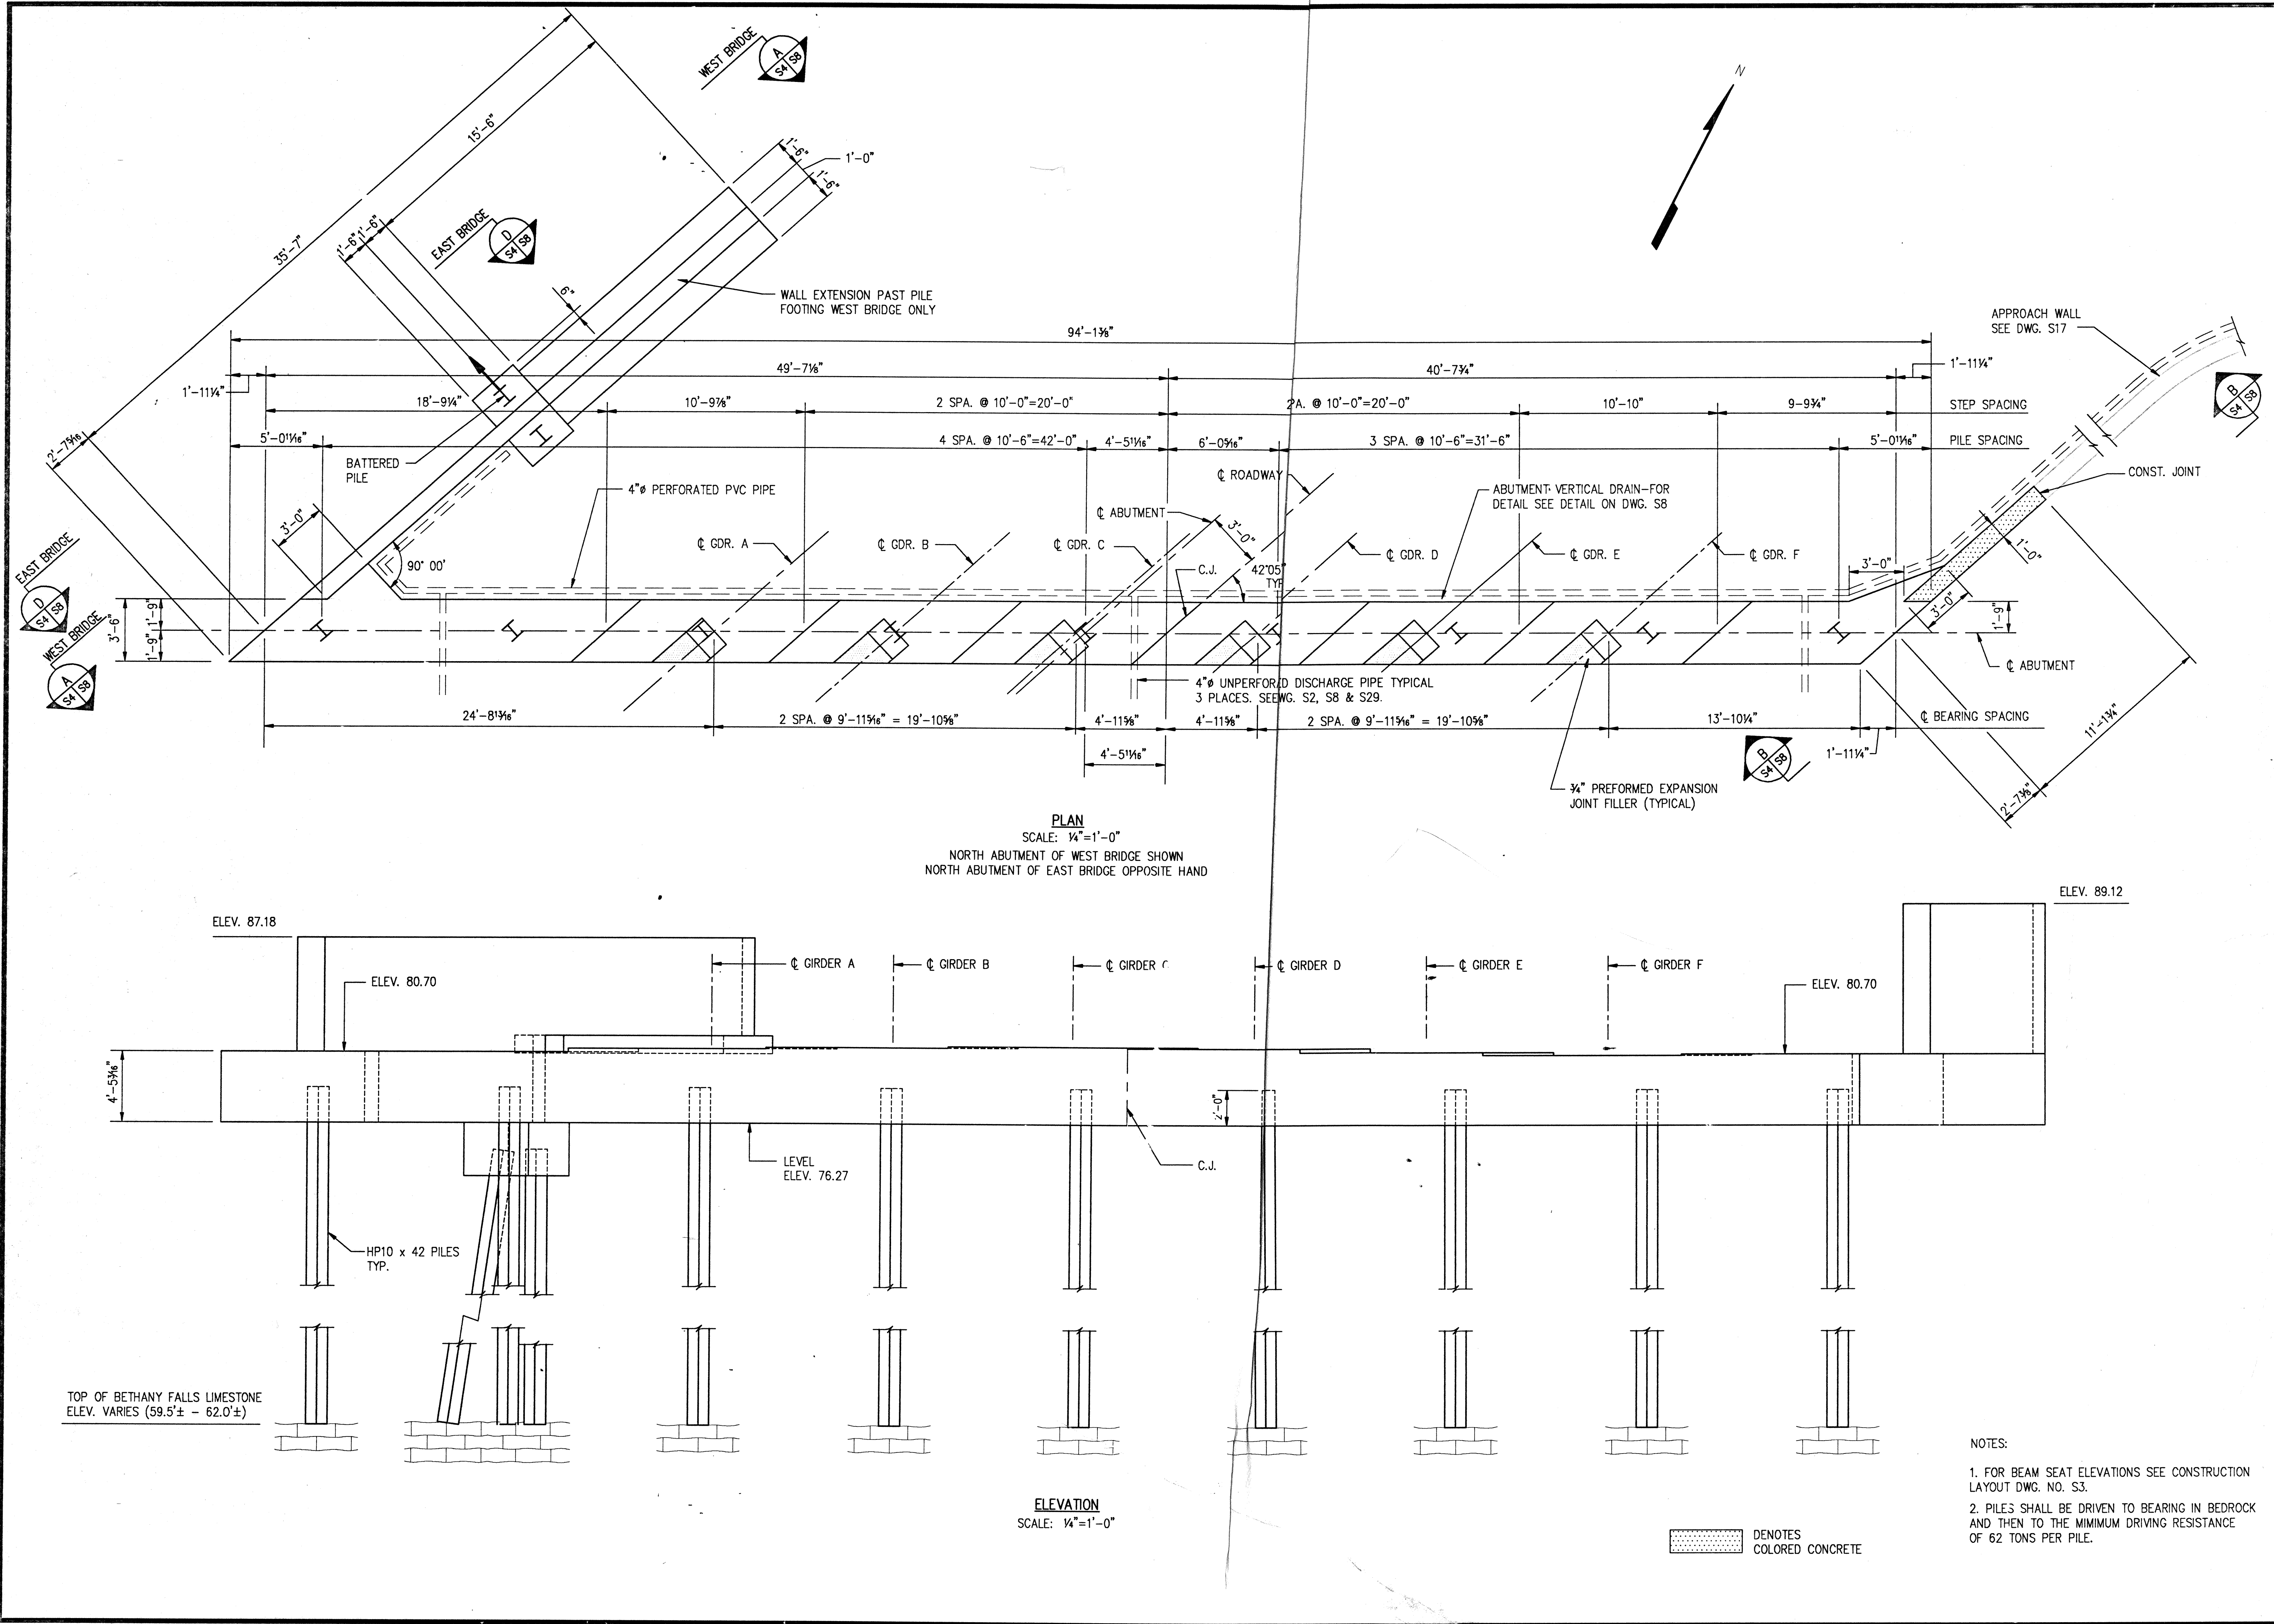 WEST BRIDGE
A
S4 S8
N
35'-7"
15'-6"
1'-6"
1'-0"
1'-6"
1'-6"
1'-6"
EAST BRIDGE
D
S4 S8
6"
WALL EXTENSION PAST PILE
FOOTING WEST BRIDGE ONLY
APPROACH WALL
SEE DWG. S17
94'-1⅜"
1'-11¼"
49'-7⅛"
40'-7¾"
1'-11¼"
B
S4 S8
18'-9¼"
10'-9⅞"
2 SPA. @ 10'-0"=20'-0"
2 A. @ 10'-0"=20'-0"
10'-10"
9-9¾"
STEP SPACING
5'-0 11/16"
4 SPA. @ 10'-6"=42'-0"
4'-5 11/16"
6'-0 5/16"
3 SPA. @ 10'-6"=31'-6"
5'-0 11/16"
PILE SPACING
2'-7 5/16"
BATTERED
PILE
4"ø PERFORATED PVC PIPE
℄ ROADWAY
ABUTMENT VERTICAL DRAIN-FOR
DETAIL SEE DETAIL ON DWG. S8
CONST. JOINT
3'-0"
℄ ABUTMENT
3'-0"
℄ GDR. A
℄ GDR. B
℄ GDR. C
℄ GDR. D
℄ GDR. E
℄ GDR. F
1'-0"
90° 00'
C.J.
42°05'
TYP
3'-0"
3'-0"
EAST BRIDGE
D
S4 S8
WEST BRIDGE
A
S4 S8
3'-6"
1'-9"
1'-9"
1'-9"
℄ ABUTMENT
4"ø UNPERFOR D DISCHARGE PIPE TYPICAL
3 PLACES. SEE WG. S2, S8 & S29.
24'-8 13/16"
2 SPA. @ 9'-11 5/16" = 19'-10⅝"
4'-11⅝"
4'-11⅝"
2 SPA. @ 9'-11 5/16" = 19'-10⅝"
13'-10¼"
℄ BEARING SPACING
11'-1¾"
4'-5 11/16"
B
S4 S8
1'-11¼"
2'-7⅜"
¾" PREFORMED EXPANSION
JOINT FILLER (TYPICAL)
PLAN
SCALE: ¼"=1'-0"
NORTH ABUTMENT OF WEST BRIDGE SHOWN
NORTH ABUTMENT OF EAST BRIDGE OPPOSITE HAND
ELEV. 87.18
ELEV. 89.12
℄ GIRDER A
℄ GIRDER B
℄ GIRDER C
℄ GIRDER D
℄ GIRDER E
℄ GIRDER F
ELEV. 80.70
ELEV. 80.70
4'-5 3/16"
2'-0"
LEVEL
ELEV. 76.27
C.J.
HP10 x 42 PILES
TYP.
TOP OF BETHANY FALLS LIMESTONE
ELEV. VARIES (59.5'± - 62.0'±)
ELEVATION
SCALE: ¼"=1'-0"
DENOTES
COLORED CONCRETE
NOTES:
1. FOR BEAM SEAT ELEVATIONS SEE CONSTRUCTION
LAYOUT DWG. NO. S3.
2. PILES SHALL BE DRIVEN TO BEARING IN BEDROCK
AND THEN TO THE MIMIMUM DRIVING RESISTANCE
OF 62 TONS PER PILE.